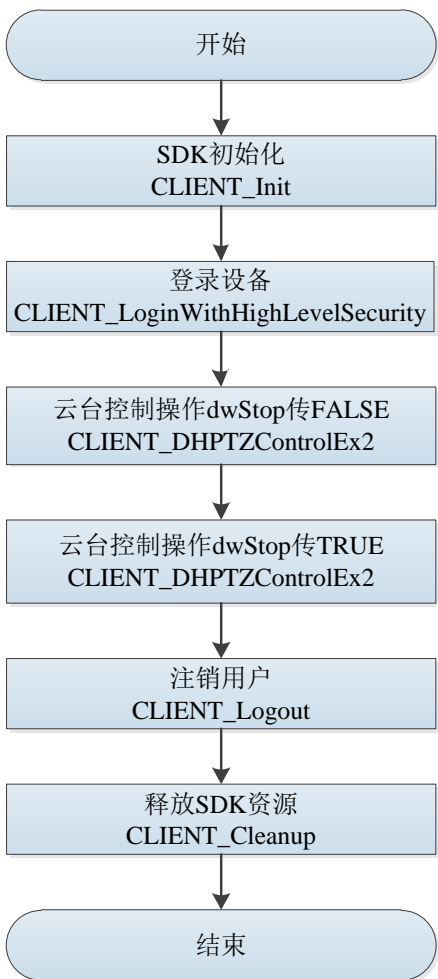 开始
SDK初始化
CLIENT_Init
登录设备
CLIENT_LoginWithHighLevelSecurity
云台控制操作dwStop传FALSE
CLIENT_DHPTZControlEx2
云台控制操作dwStop传TRUE
CLIENT_DHPTZControlEx2
注销用户
CLIENT_Logout
释放SDK资源
CLIENT_Cleanup
结束